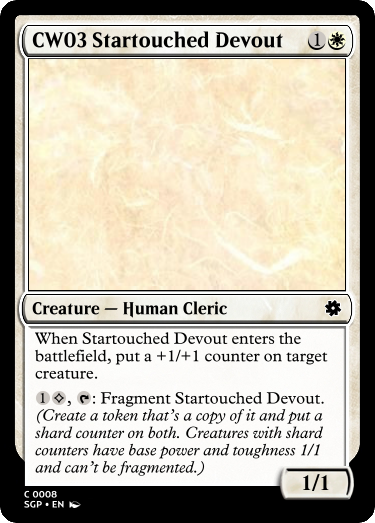 CW03 Startouched Devout 1
Creature — Human Cleric
When Startouched Devout enters the
battlefield, put a +1/+1 counter on target
creature.
1, : Fragment Startouched Devout.
(Create a token that's a copy of it and put a
shard counter on both. Creatures with shard
counters have base power and toughness 1/1
and can't be fragmented.)
1/1
C 0008
SGP • EN